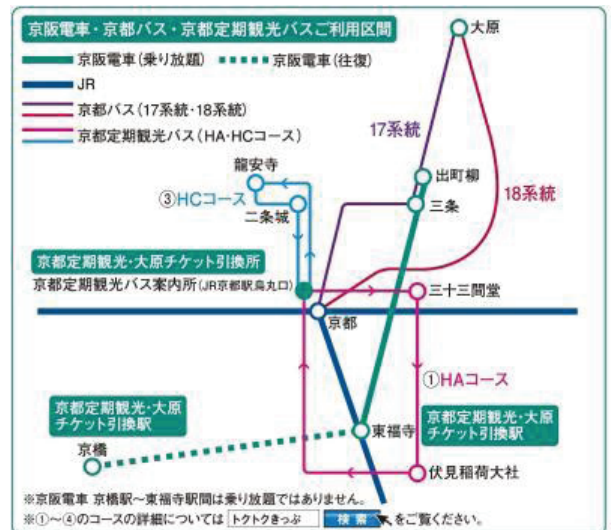 京阪電車・京都バス・京都定期観光バスご利用区間
京阪電車(乗り放題)
京阪電車(往復)
JR
京都バス(17系統・18系統)
京都定期観光バス(HA・HCコース)
大原
17系統
龍安寺
出町柳
③HCコース
18系統
二条城
三条
京都定期観光・大原チケット引換所
京都定期観光バス案内所(JR京都駅烏丸口)
三十三間堂
京都
①HAコース
京都定期観光・大原
チケット引換駅
京都定期観光・大原
チケット引換駅
東福寺
京橋
伏見稲荷大社
※京阪電車 京橋駅~東福寺駅間は乗り放題ではありません。
※①~④のコースの詳細については トクトクきっぷ 検索 をご覧ください。